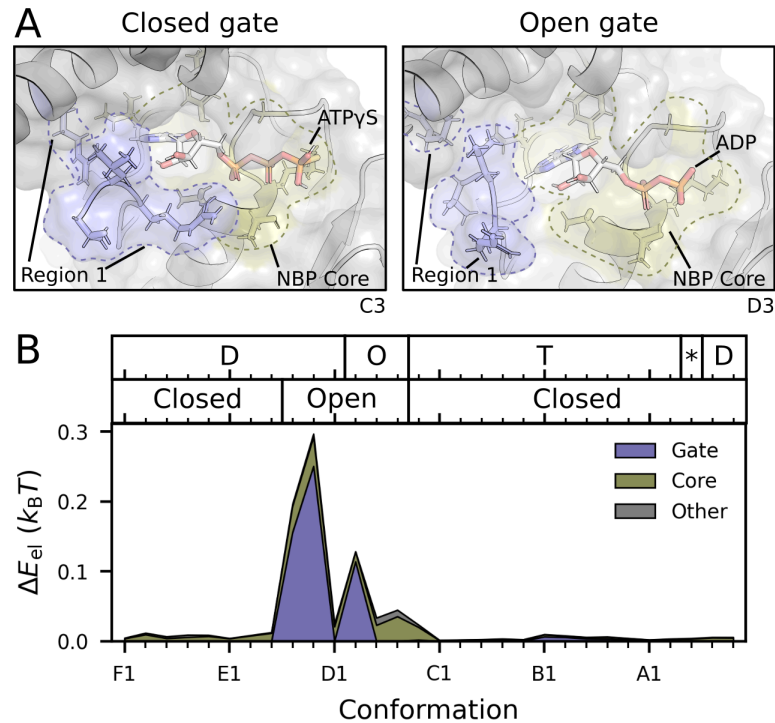 A
Closed gate
Open gate
ATPγS
ADP
Region 1
NBP Core
Region 1
NBP Core
C3
D3
B
D
O
T
*
D
Closed
Open
Closed
0.3
0.2
0.1
0.0
ΔEel (kBT)
Gate
Core
Other
F1
E1
D1
C1
B1
A1
Conformation